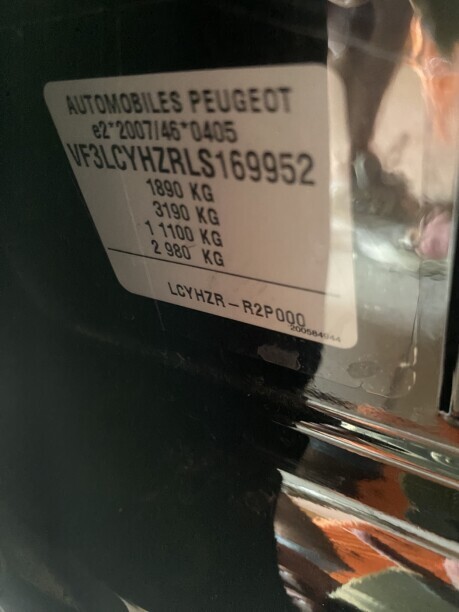 AUTOMOBILES PEUGEOT
e2*2007/46*0405
VF3LCYHZRLS169952
1890 KG
3190 KG
1 1100 KG
2 980 KG
LCYHZR-R2P000
200584044